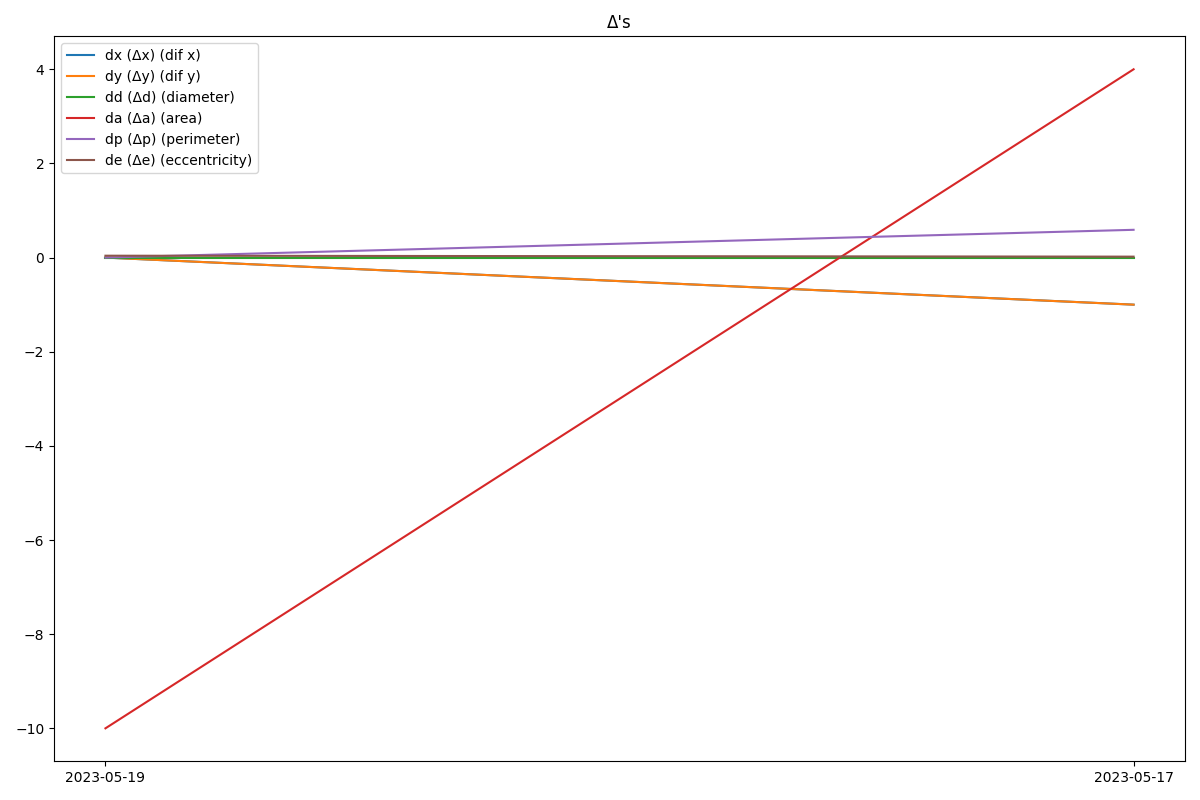 Δ's
dx (Δx) (dif x)
dy (Δy) (dif y)
dd (Δd) (diameter)
da (Δa) (area)
dp (Δp) (perimeter)
de (Δe) (eccentricity)
4
2
0
−2
−4
−6
−8
−10
2023-05-19 2023-05-17